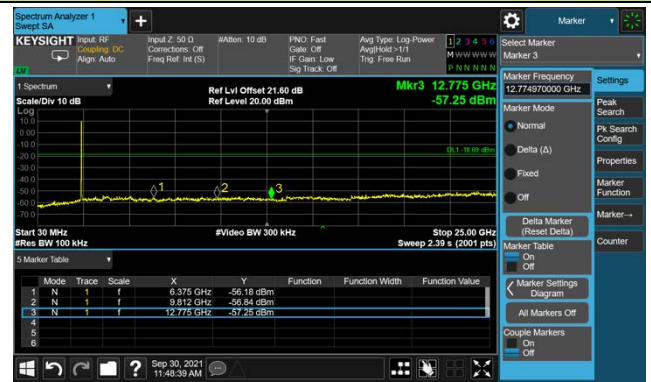 Spectrum Analyzer 1
Swept SA
Marker
KEYSIGHT
Input: RF
Coupling: DC
Align: Auto
Input Z: 50 Ω
Corrections: Off
Freq Ref: Int (S)
#Atten: 10 dB
PNO: Fast
Gate: Off
IF Gain: Low
Sig Track: Off
Avg Type: Log-Power
Avg|Hold:>1/1
Trig: Free Run
1 2 3 4 5 6
M W W W W W
P N N N N N
LXI
Select Marker
Marker 3
1 Spectrum
Scale/Div 10 dB
Log
Ref Lvl Offset 21.60 dB
Ref Level 20.00 dBm
Mkr3 12.775 GHz
-57.25 dBm
10.0
0.00
-10.0
-20.0
-30.0
-40.0
-50.0
-60.0
-70.0
DL1 -18.69 dBm
1
2
3
Start 30 MHz
#Res BW 100 kHz
#Video BW 300 kHz
Stop 25.00 GHz
Sweep 2.39 s (2001 pts)
5 Marker Table
Mode Trace Scale X Y Function Function Width Function Value
1 N 1 f 6.375 GHz -56.18 dBm
2 N 1 f 9.812 GHz -56.84 dBm
3 N 1 f 12.775 GHz -57.25 dBm
4
5
6
Marker Frequency
12.774970000 GHz
Marker Mode
Normal
Delta (Δ)
Fixed
Off
Delta Marker
(Reset Delta)
Marker Table
On
Off
Marker Settings
Diagram
All Markers Off
Couple Markers
On
Off
Settings
Peak
Search
Pk Search
Config
Properties
Marker
Function
Marker→
Counter
?
Sep 30, 2021
11:48:39 AM